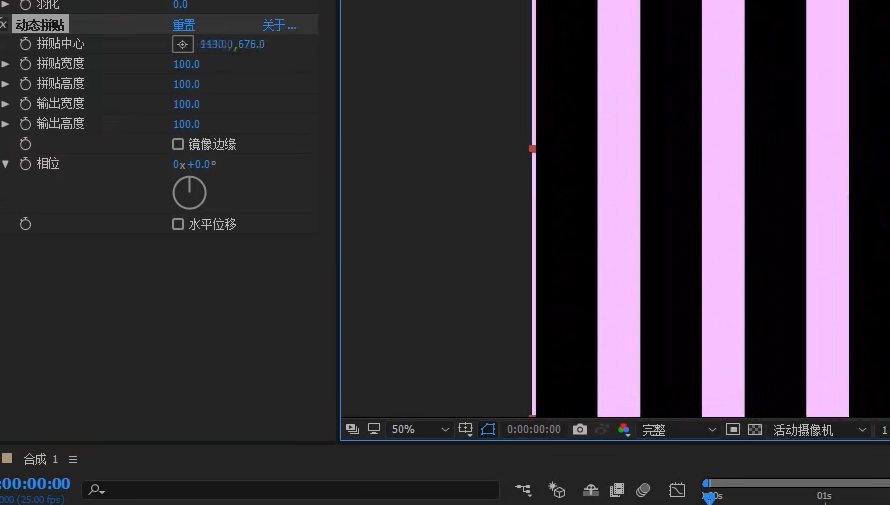 羽化 0.0
动态拼贴 重置 关于...
拼贴中心 ,676.0
拼贴宽度 100.0
拼贴高度 100.0
输出宽度 100.0
输出高度 100.0
镜像边缘
相位 0x+0.0°
水平位移
50% 0:00:00:00 完整 活动摄像机 1
合成 1
:00:00:00
000 (25.00 fps)
:00s 01s